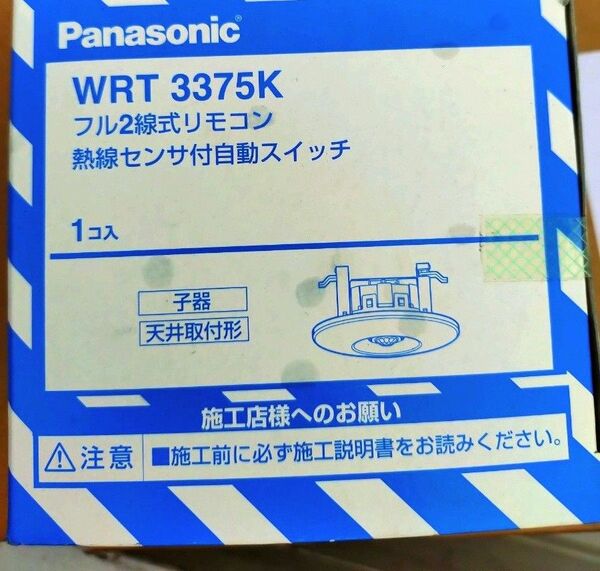 Panasonic
WRT 3375K
フル2線式リモコン
熱線センサ付自動スイッチ
1コ入
子器
天井取付形
施工店様へのお願い
注意 ■施工前に必ず施工説明書をお読みください。